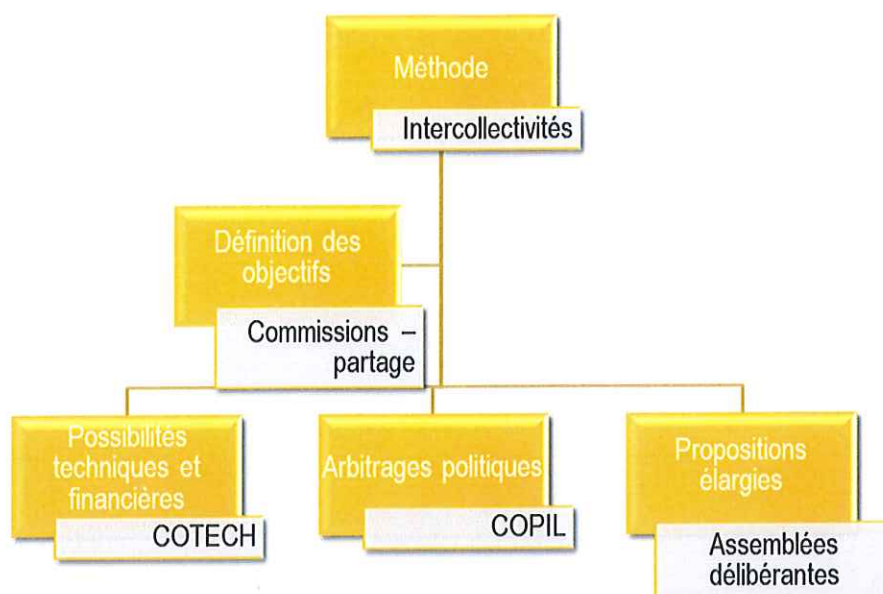 Méthode
Intercollectivités
Définition des
objectifs
Commissions –
partage
Possibilités
techniques et
financières
COTECH
Arbitrages politiques
COPIL
Propositions
élargies
Assemblées
délibérantes